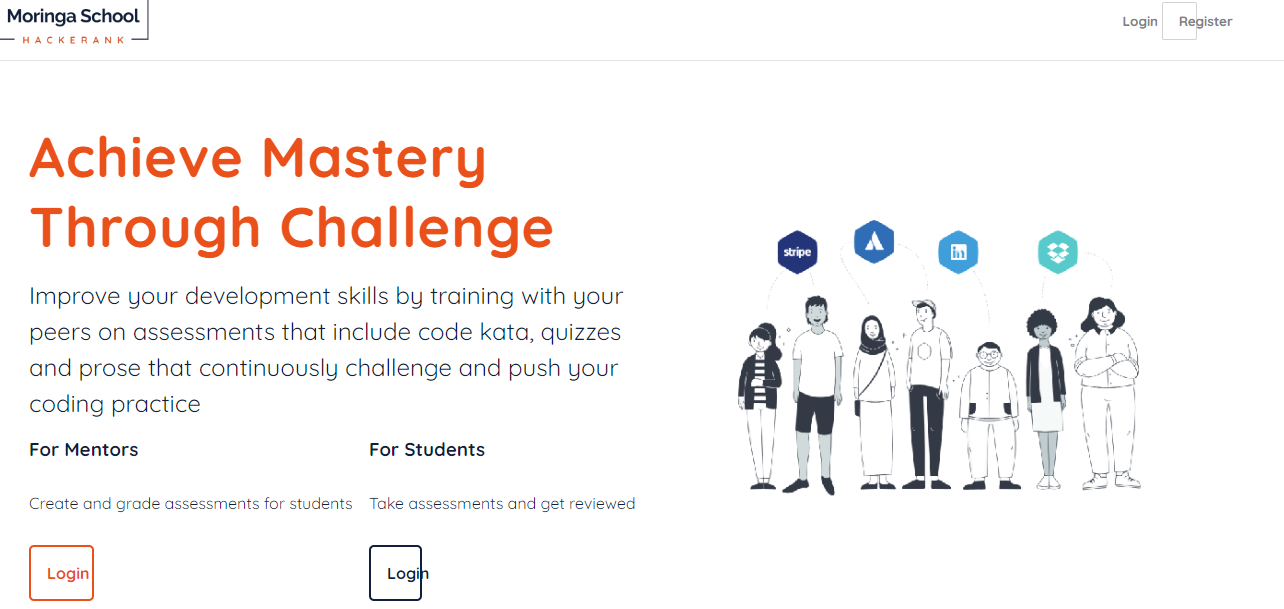 Moringa School
HACKERANK
Login Register
Achieve Mastery
Through Challenge
Improve your development skills by training with your
peers on assessments that include code kata, quizzes
and prose that continuously challenge and push your
coding practice
For Mentors
Create and grade assessments for students
Login
For Students
Take assessments and get reviewed
Login
stripe
in